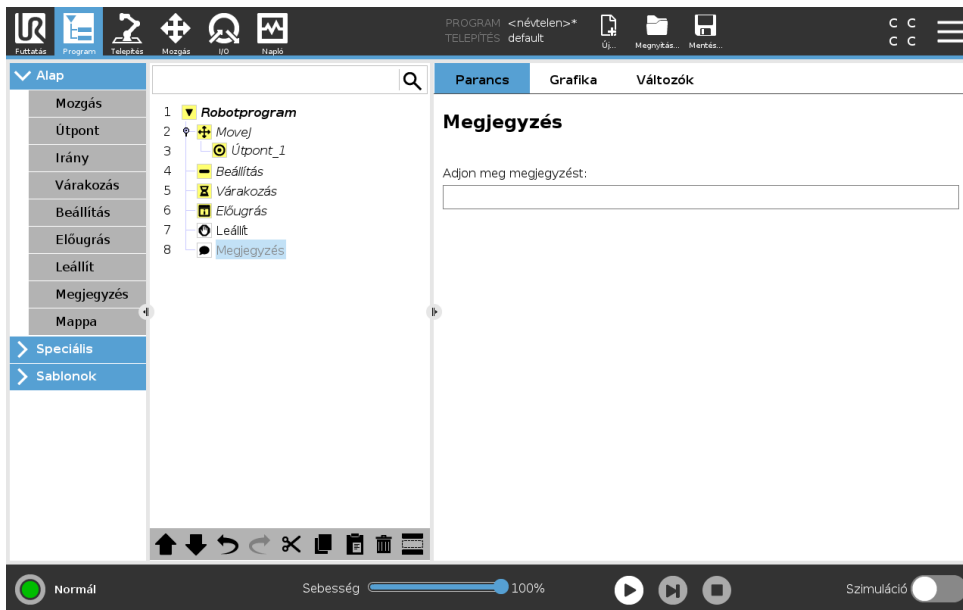 PROGRAM <névtelen>*
TELEPÍTÉS default
C C
C C
Futtatás Program Telepítés Mozgás I/O Napló Új... Megnyitás... Mentés...
Alap
Mozgás
Útpont
Irány
Várakozás
Beállítás
Előugrás
Leállít
Megjegyzés
Mappa
Speciális
Sablonok
1 Robotprogram
2 MoveJ
3 Útpont_1
4 Beállítás
5 Várakozás
6 Előugrás
7 Leállít
8 Megjegyzés
Parancs Grafika Változók
Megjegyzés
Adjon meg megjegyzést:
Normál Sebesség 100% Szimuláció